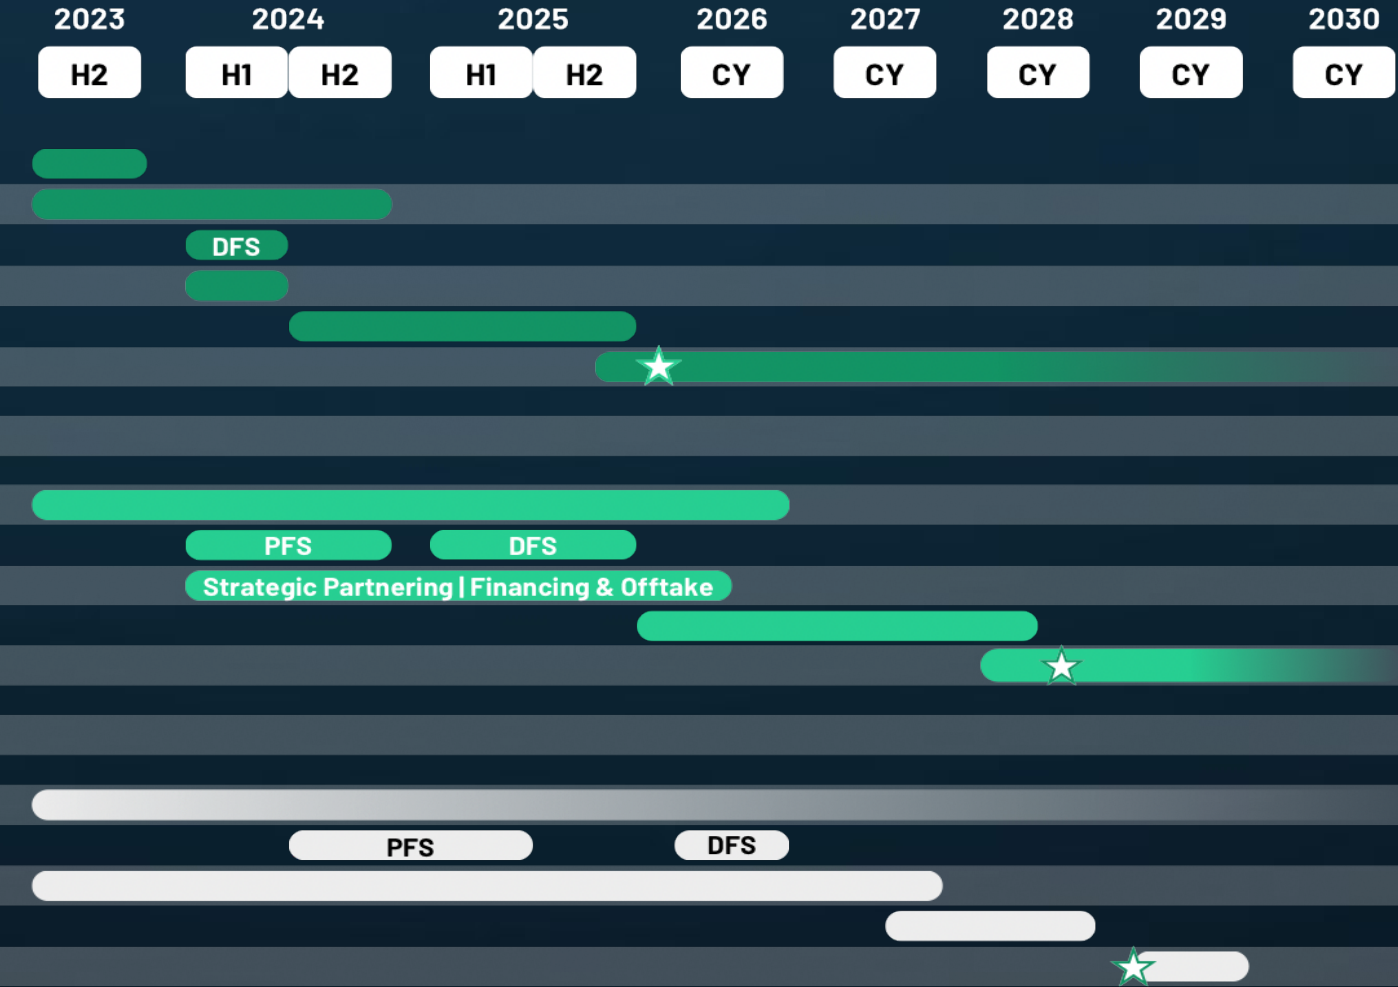 2023 2024 2025 2026 2027 2028 2029 2030
H2 H1 H2 H1 H2 CY CY CY CY CY
DFS
PFS DFS
Strategic Partnering | Financing & Offtake
PFS DFS